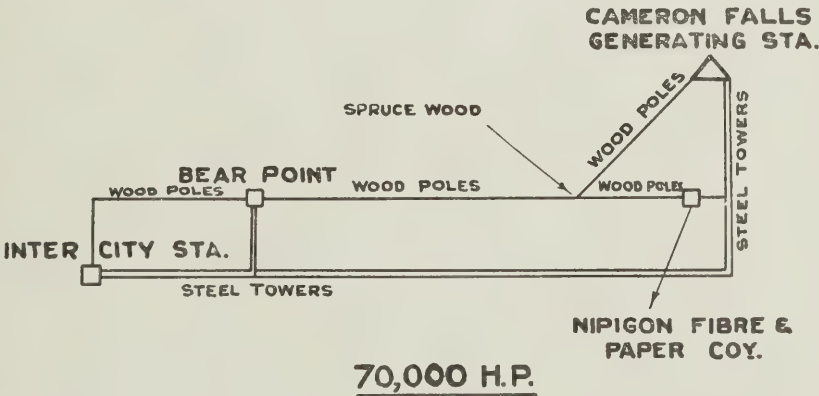 CAMERON FALLS
GENERATING STA.
WOOD POLES
SPRUCE WOOD
STEEL TOWERS
BEAR POINT
WOOD POLES
WOOD POLES
WOOD POLES
INTER CITY STA.
STEEL TOWERS
NIPIGON FIBRE &
PAPER COY.
70,000 H.P.